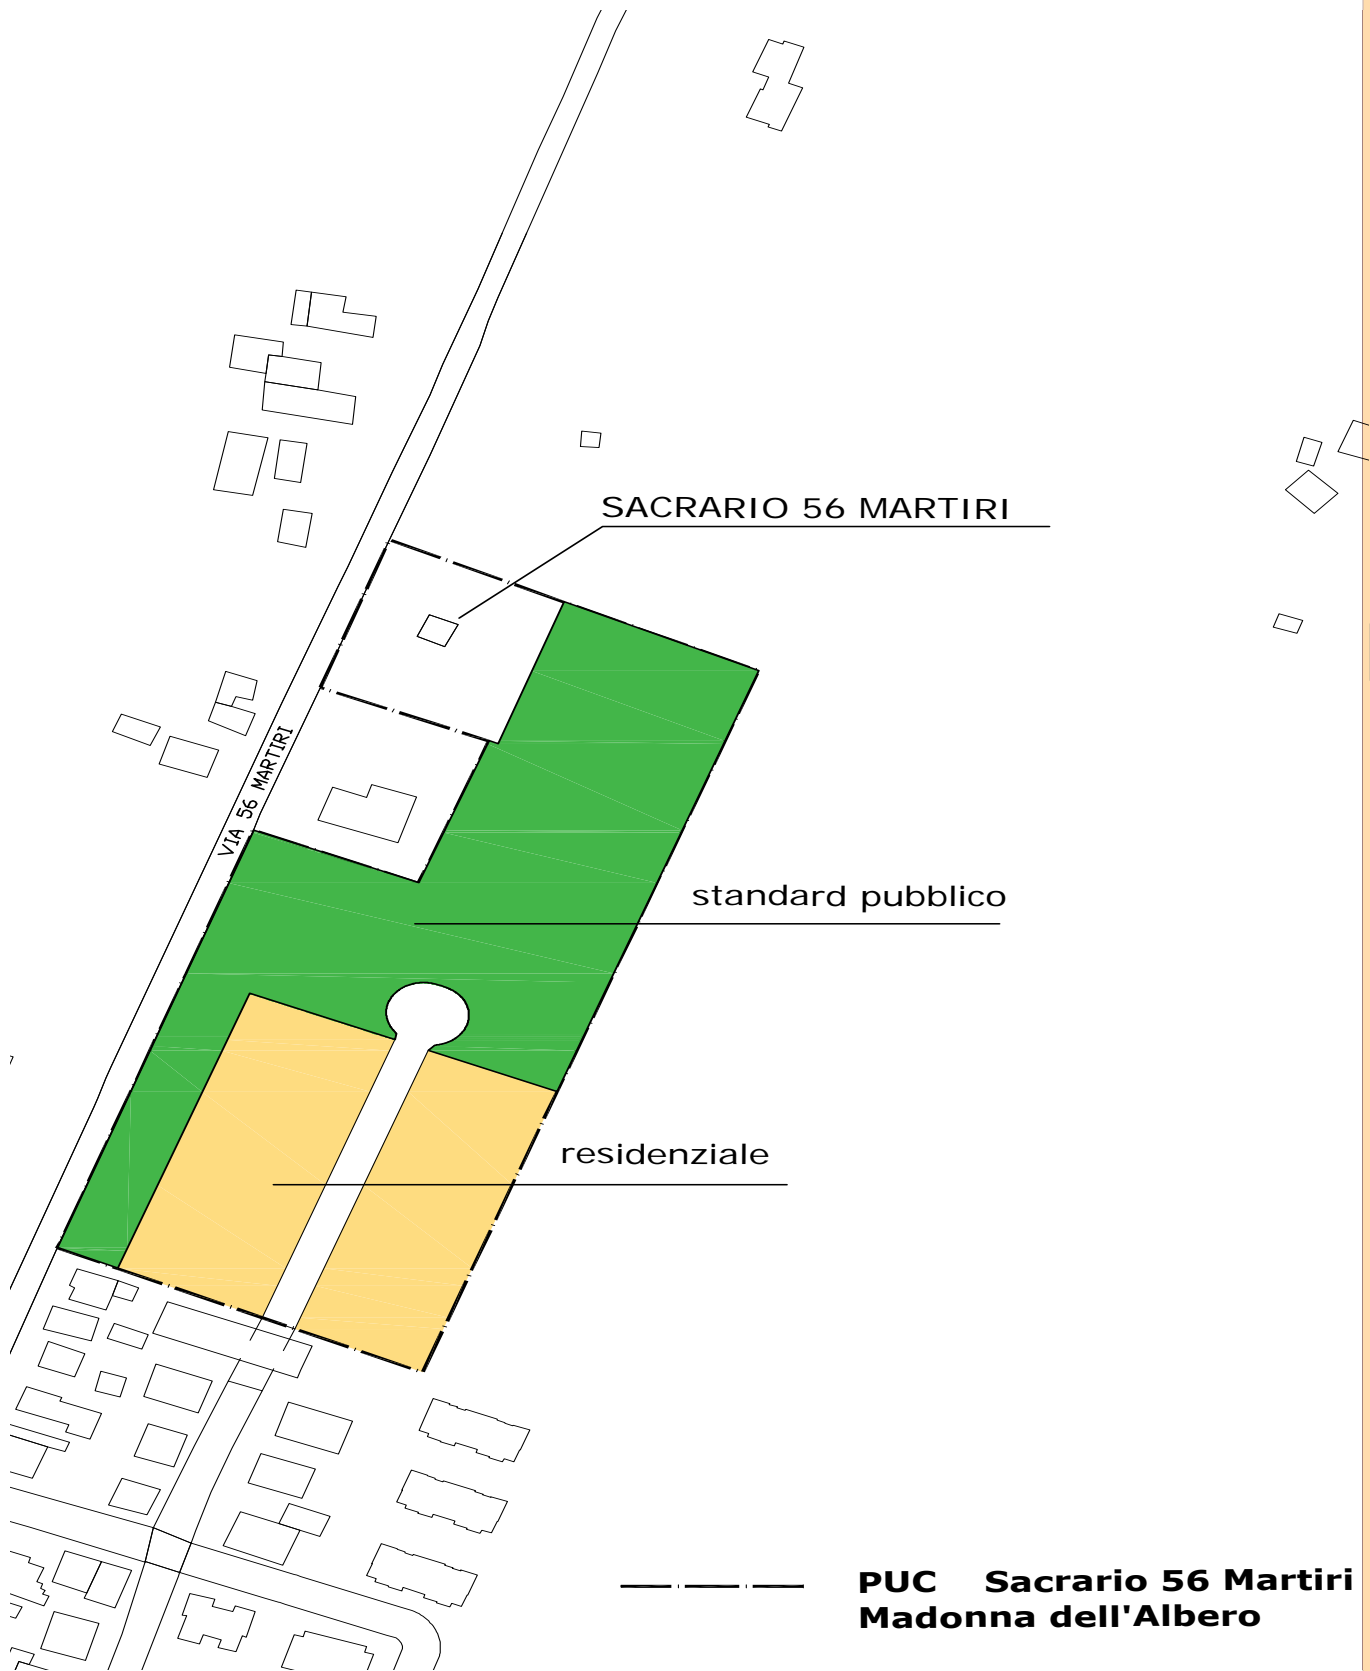 SACRARIO 56 MARTIRI
VIA 56 MARTIRI
standard pubblico
residenziale
PUC Sacrario 56 Martiri
Madonna dell'Albero